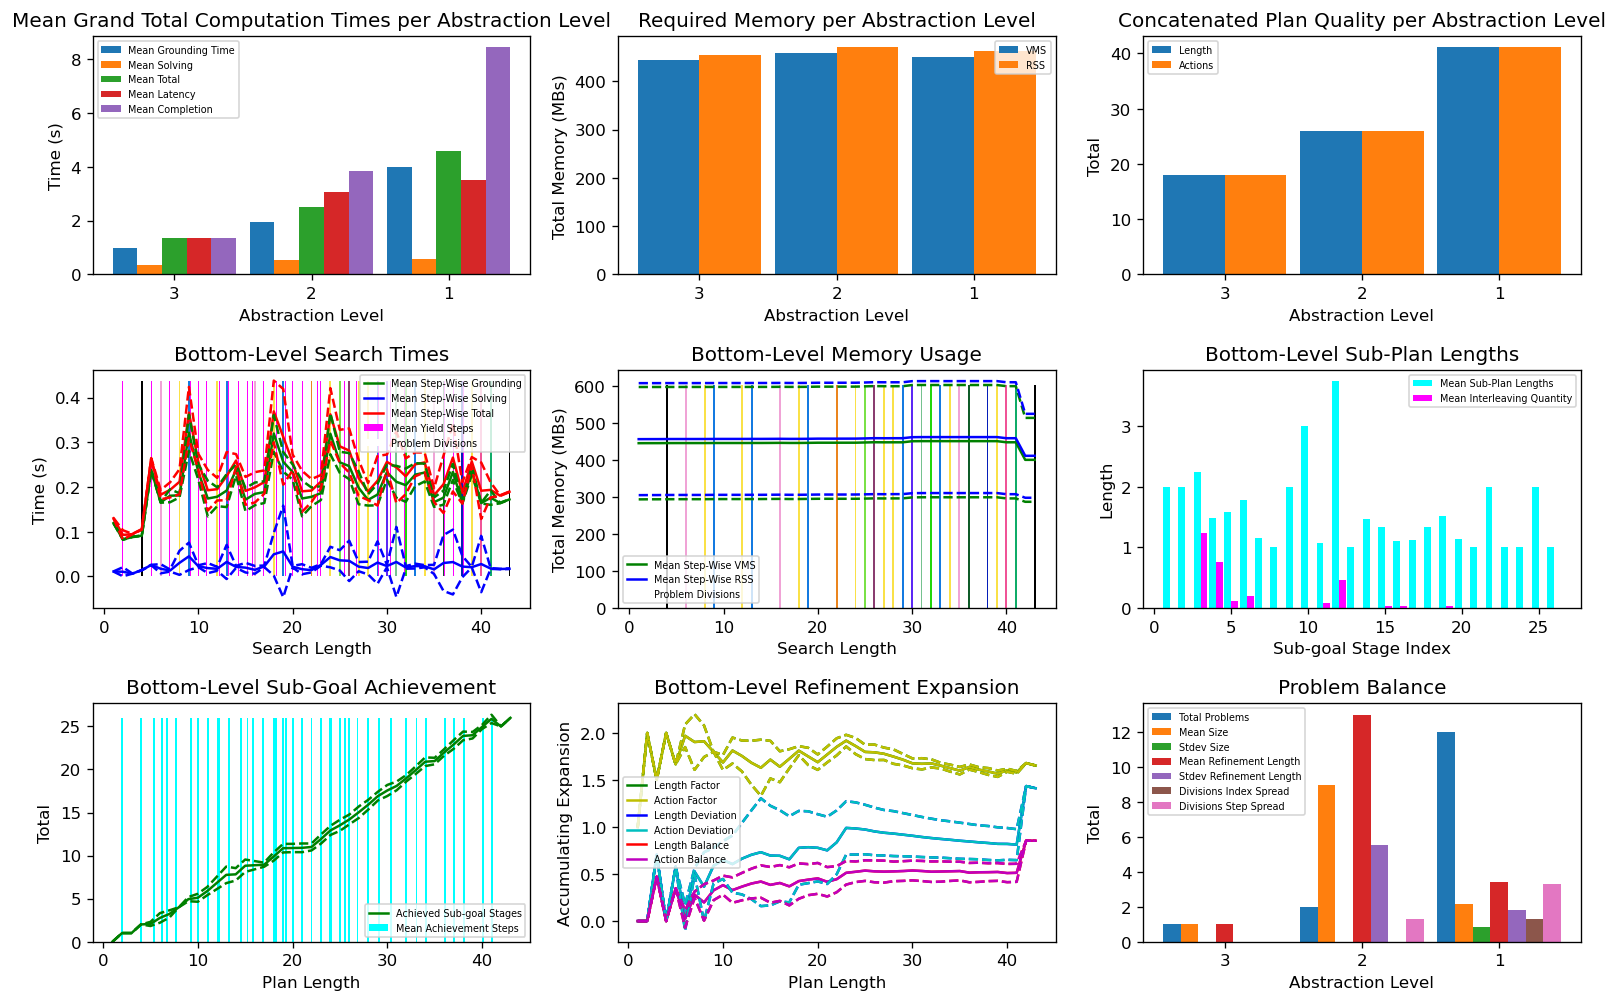 Mean Grand Total Computation Times per Abstraction Level
Mean Grounding Time
Mean Solving
Mean Total
Mean Latency
Mean Completion
Time (s)
0
2
4
6
8
3
2
1
Abstraction Level
Required Memory per Abstraction Level
VMS
RSS
Total Memory (MBs)
0
100
200
300
400
3
2
1
Abstraction Level
Concatenated Plan Quality per Abstraction Level
Length
Actions
Total
0
10
20
30
40
3
2
1
Abstraction Level
Bottom-Level Search Times
Mean Step-Wise Grounding
Mean Step-Wise Solving
Mean Step-Wise Total
Mean Yield Steps
Problem Divisions
Time (s)
0.0
0.1
0.2
0.3
0.4
0
10
20
30
40
Search Length
Bottom-Level Memory Usage
Mean Step-Wise VMS
Mean Step-Wise RSS
Problem Divisions
Total Memory (MBs)
0
100
200
300
400
500
600
0
10
20
30
40
Search Length
Bottom-Level Sub-Plan Lengths
Mean Sub-Plan Lengths
Mean Interleaving Quantity
Length
0
1
2
3
0
5
10
15
20
25
Sub-goal Stage Index
Bottom-Level Sub-Goal Achievement
Achieved Sub-goal Stages
Mean Achievement Steps
Total
0
5
10
15
20
25
0
10
20
30
40
Plan Length
Bottom-Level Refinement Expansion
Length Factor
Action Factor
Length Deviation
Action Deviation
Length Balance
Action Balance
Accumulating Expansion
0.0
0.5
1.0
1.5
2.0
0
10
20
30
40
Plan Length
Problem Balance
Total Problems
Mean Size
Stdev Size
Mean Refinement Length
Stdev Refinement Length
Divisions Index Spread
Divisions Step Spread
Total
0
2
4
6
8
10
12
3
2
1
Abstraction Level